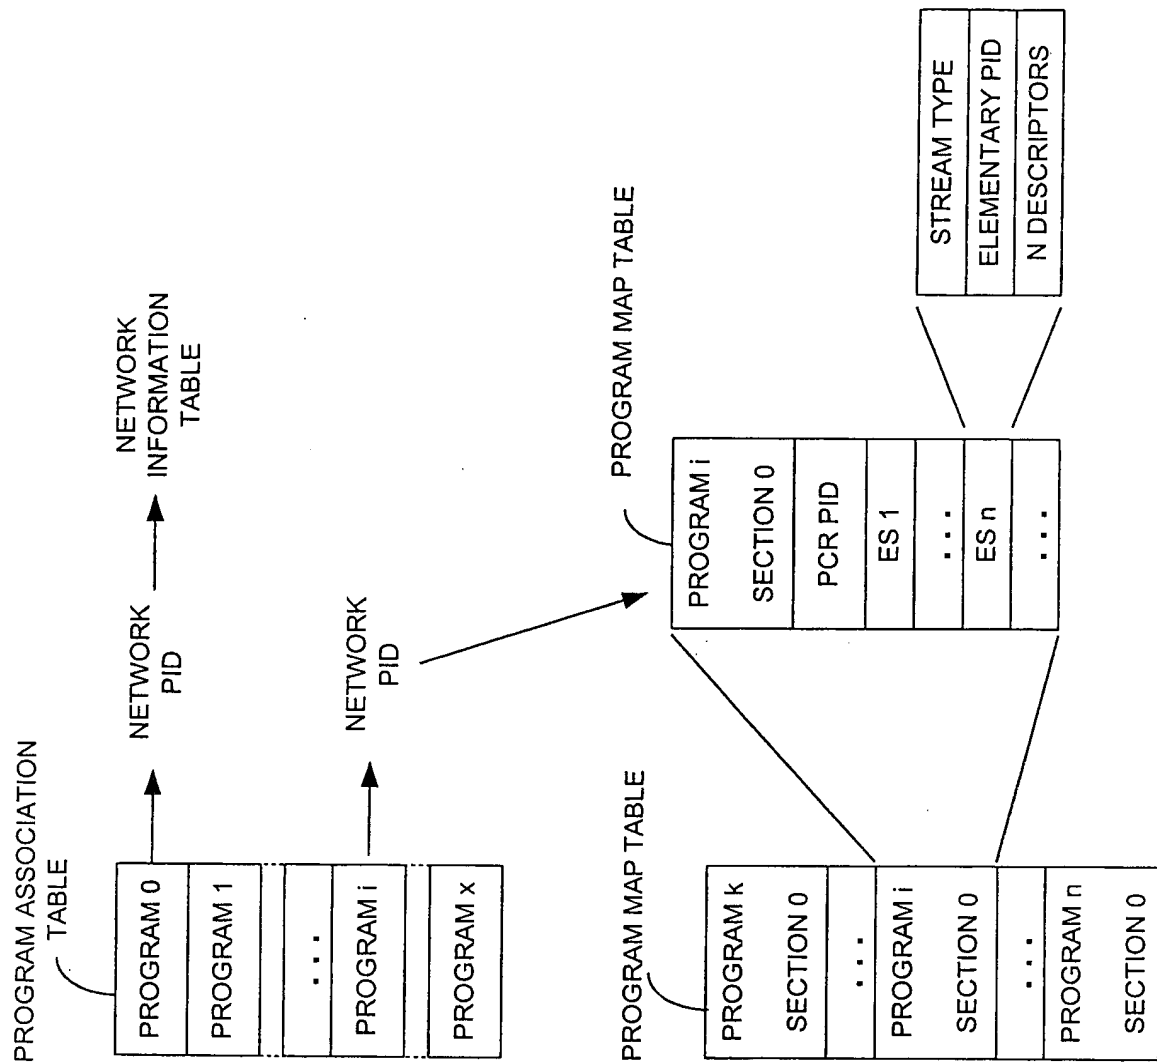 PROGRAM ASSOCIATION
TABLE
PROGRAM 0
PROGRAM 1
...
PROGRAM i
PROGRAM x
NETWORK
PID
NETWORK
INFORMATION
TABLE
NETWORK
PID
PROGRAM MAP TABLE
PROGRAM k
SECTION 0
...
PROGRAM i
SECTION 0
...
PROGRAM n
SECTION 0
PROGRAM MAP TABLE
PROGRAM i
SECTION 0
PCR PID
ES 1
...
ES n
...
STREAM TYPE
ELEMENTARY PID
N DESCRIPTORS